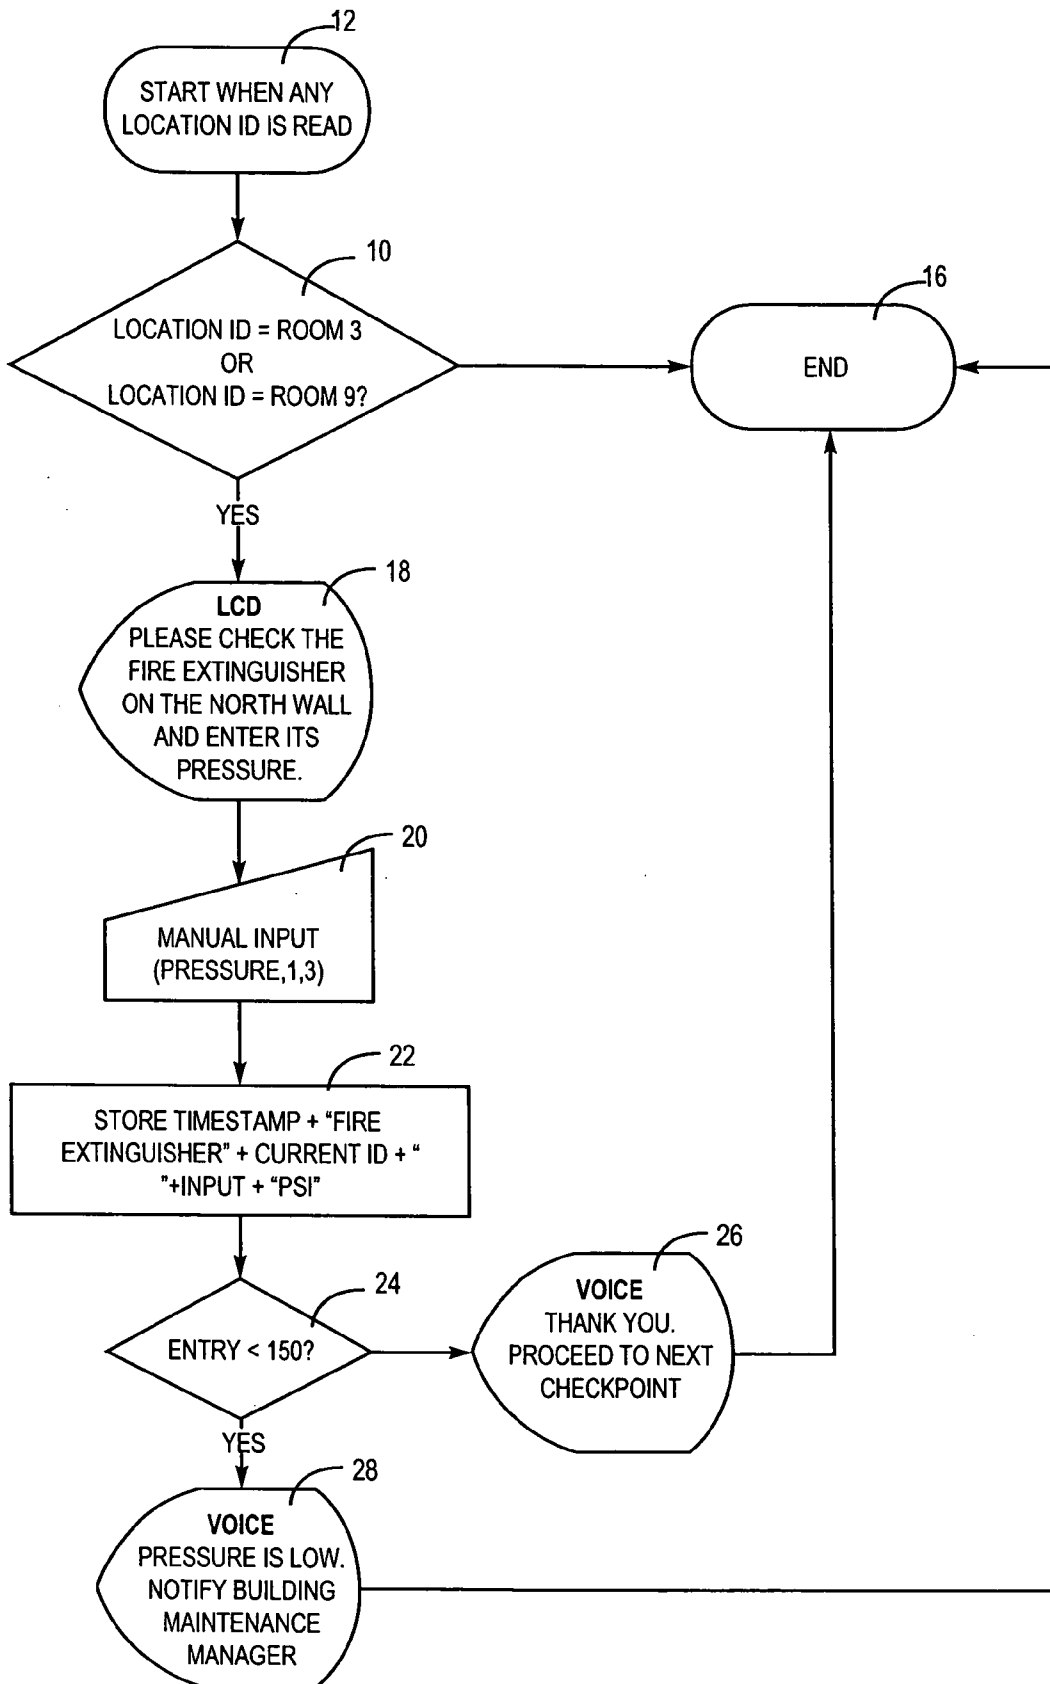 12
START WHEN ANY
LOCATION ID IS READ
10
LOCATION ID = ROOM 3
OR
LOCATION ID = ROOM 9?
16
END
YES
18
LCD
PLEASE CHECK THE
FIRE EXTINGUISHER
ON THE NORTH WALL
AND ENTER ITS
PRESSURE.
20
MANUAL INPUT
(PRESSURE,1,3)
22
STORE TIMESTAMP + “FIRE
EXTINGUISHER” + CURRENT ID + “
”+INPUT + “PSI”
24
ENTRY < 150?
26
VOICE
THANK YOU.
PROCEED TO NEXT
CHECKPOINT
YES
28
VOICE
PRESSURE IS LOW.
NOTIFY BUILDING
MAINTENANCE
MANAGER